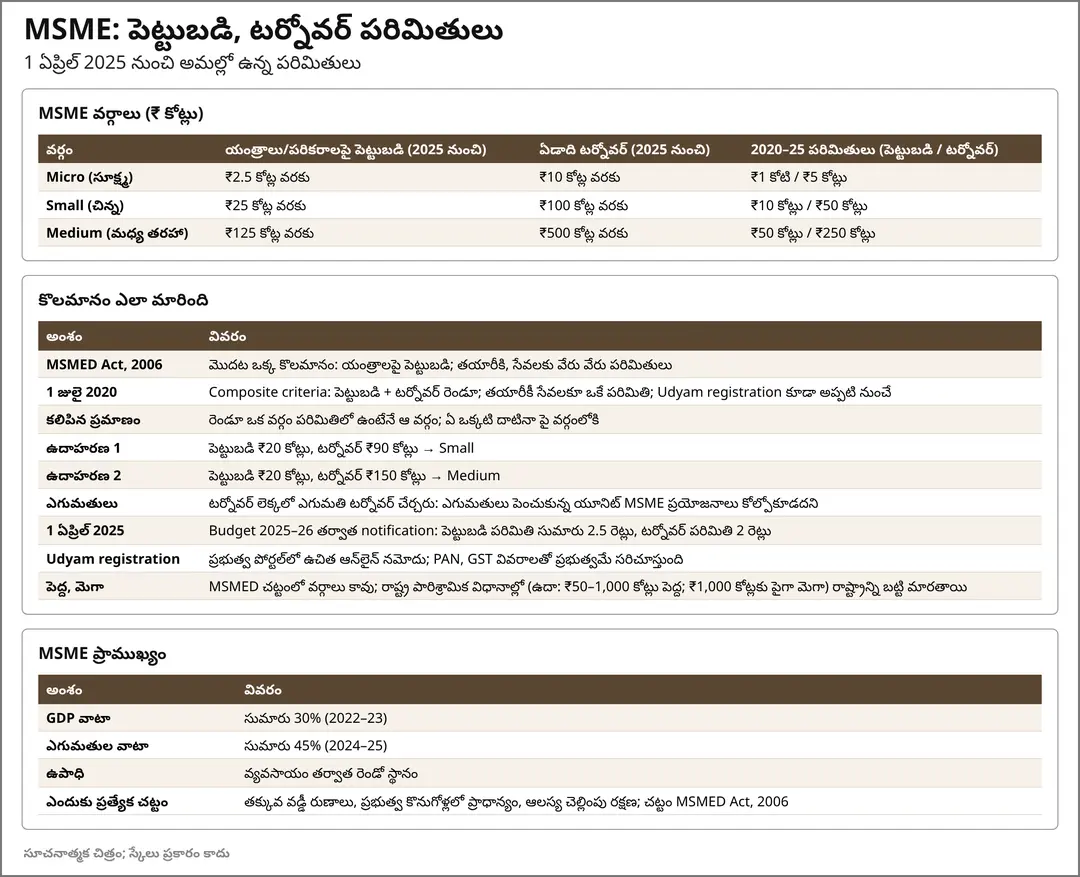 MSME: పెట్టుబడి, టర్నోవర్ పరిమితులు
1 ఏప్రిల్ 2025 నుంచి అమల్లో ఉన్న పరిమితులు
MSME వర్గాలు (₹ కోట్లు)
వర్గం యంత్రాలు/పరికరాలపై పెట్టుబడి (2025 నుంచి) ఏడాది టర్నోవర్ (2025 నుంచి) 2020–25 పరిమితులు (పెట్టుబడి / టర్నోవర్)
Micro (సూక్ష్మ) ₹2.5 కోట్ల వరకు ₹10 కోట్ల వరకు ₹1 కోటి / ₹5 కోట్లు
Small (చిన్న) ₹25 కోట్ల వరకు ₹100 కోట్ల వరకు ₹10 కోట్లు / ₹50 కోట్లు
Medium (మధ్య తరహా) ₹125 కోట్ల వరకు ₹500 కోట్ల వరకు ₹50 కోట్లు / ₹250 కోట్లు
కొలమానం ఎలా మారింది
అంశం వివరం
MSMED Act, 2006 మొదట ఒక్క కొలమానం: యంత్రాలపై పెట్టుబడి; తయారీకి, సేవలకు వేరు వేరు పరిమితులు
1 జులై 2020 Composite criteria: పెట్టుబడి + టర్నోవర్ రెండూ; తయారీకీ సేవలకూ ఒకే పరిమితి; Udyam registration కూడా అప్పటి నుంచే
కలిపిన ప్రమాణం రెండూ ఒక వర్గం పరిమితిలో ఉంటేనే ఆ వర్గం; ఏ ఒక్కటి దాటినా పై వర్గంలోకి
ఉదాహరణ 1 పెట్టుబడి ₹20 కోట్లు, టర్నోవర్ ₹90 కోట్లు → Small
ఉదాహరణ 2 పెట్టుబడి ₹20 కోట్లు, టర్నోవర్ ₹150 కోట్లు → Medium
ఎగుమతులు టర్నోవర్ లెక్కలో ఎగుమతి టర్నోవర్ చేర్చరు: ఎగుమతులు పెంచుకున్న యూనిట్ MSME ప్రయోజనాలు కోల్పోకూడదని
1 ఏప్రిల్ 2025 Budget 2025–26 తర్వాత notification: పెట్టుబడి పరిమితి సుమారు 2.5 రెట్లు, టర్నోవర్ పరిమితి 2 రెట్లు
Udyam registration ప్రభుత్వ పోర్టల్‌లో ఉచిత ఆన్‌లైన్ నమోదు; PAN, GST వివరాలతో ప్రభుత్వమే సరిచూస్తుంది
పెద్ద, మెగా MSMED చట్టంలో వర్గాలు కావు; రాష్ట్ర పారిశ్రామిక విధానాల్లో (ఉదా: ₹50–1,000 కోట్లు పెద్ద; ₹1,000 కోట్లకు పైగా మెగా) రాష్ట్రాన్ని బట్టి మారతాయి
MSME ప్రాముఖ్యం
అంశం వివరం
GDP వాటా సుమారు 30% (2022–23)
ఎగుమతుల వాటా సుమారు 45% (2024–25)
ఉపాధి వ్యవసాయం తర్వాత రెండో స్థానం
ఎందుకు ప్రత్యేక చట్టం తక్కువ వడ్డీ రుణాలు, ప్రభుత్వ కొనుగోళ్లలో ప్రాధాన్యం, ఆలస్య చెల్లింపు రక్షణ; చట్టం MSMED Act, 2006
సూచనాత్మక చిత్రం; స్కేలు ప్రకారం కాదు